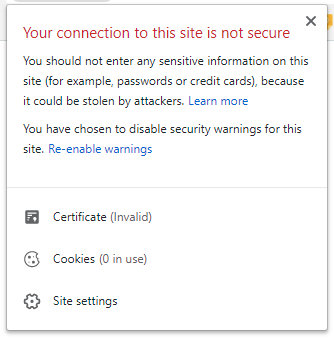 Your connection to this site is not secure
You should not enter any sensitive information on this
site (for example, passwords or credit cards), because
it could be stolen by attackers. Learn more
You have chosen to disable security warnings for this
site. Re-enable warnings
Certificate (Invalid)
Cookies (0 in use)
Site settings